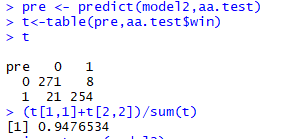 > pre <- predict(model2,aa.test)
> t<-table(pre,aa.test$win)
> t
pre 0 1
0 271 8
1 21 254
> (t[1,1]+t[2,2])/sum(t)
[1] 0.9476534